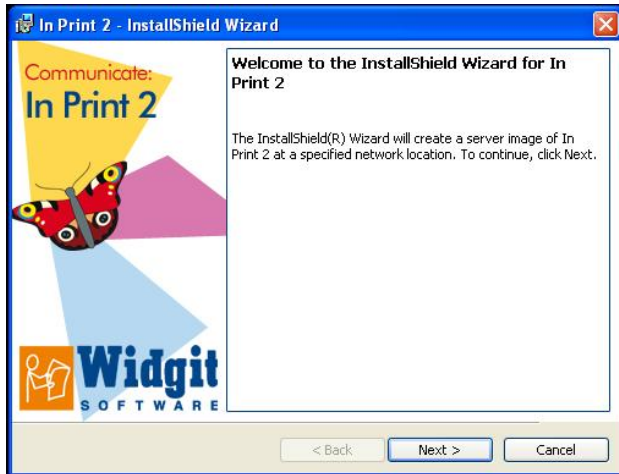 In Print 2 - InstallShield Wizard
Communicate:
In Print 2
Welcome to the InstallShield Wizard for In
Print 2
The InstallShield(R) Wizard will create a server image of In
Print 2 at a specified network location. To continue, click Next.
Widgit
SOFTWARE
< Back
Next >
Cancel